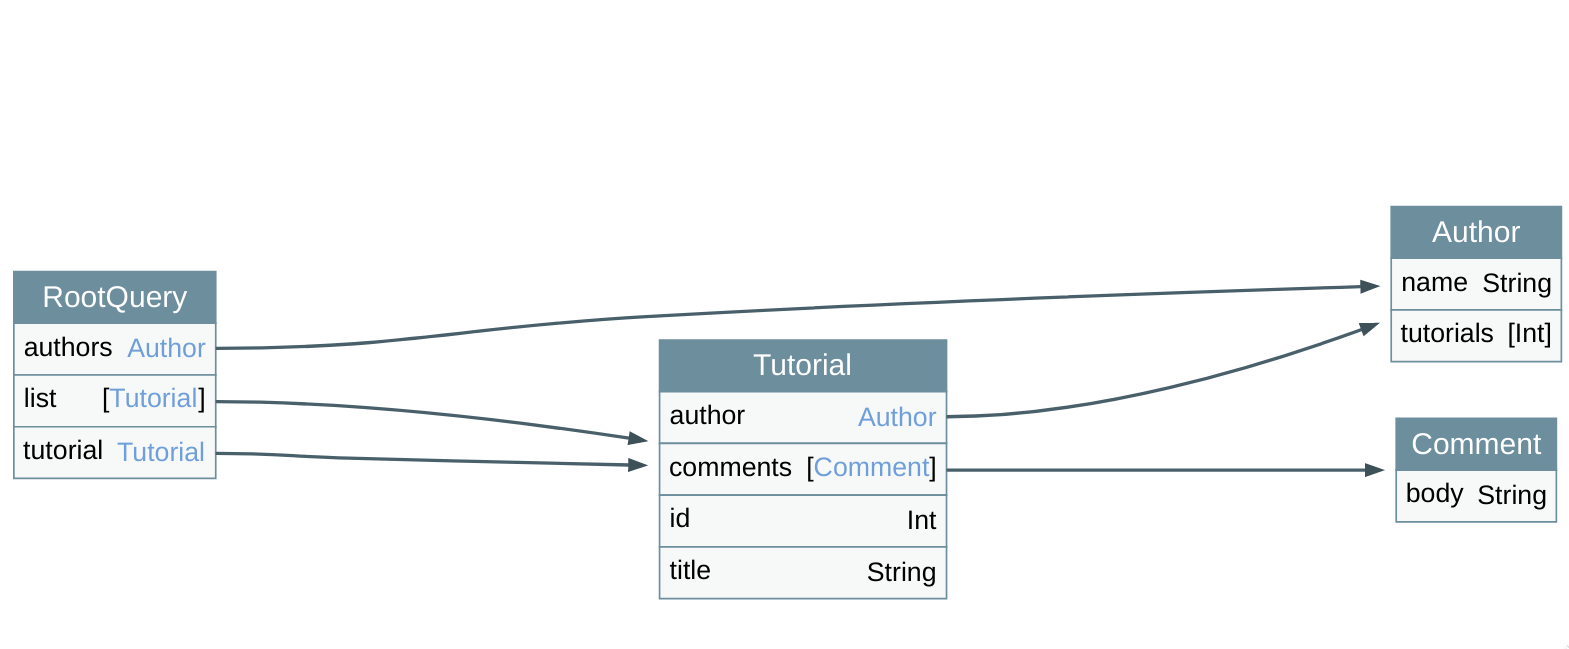 RootQuery
authors Author
list [Tutorial]
tutorial Tutorial
Tutorial
author Author
comments [Comment]
id Int
title String
Author
name String
tutorials [Int]
Comment
body String